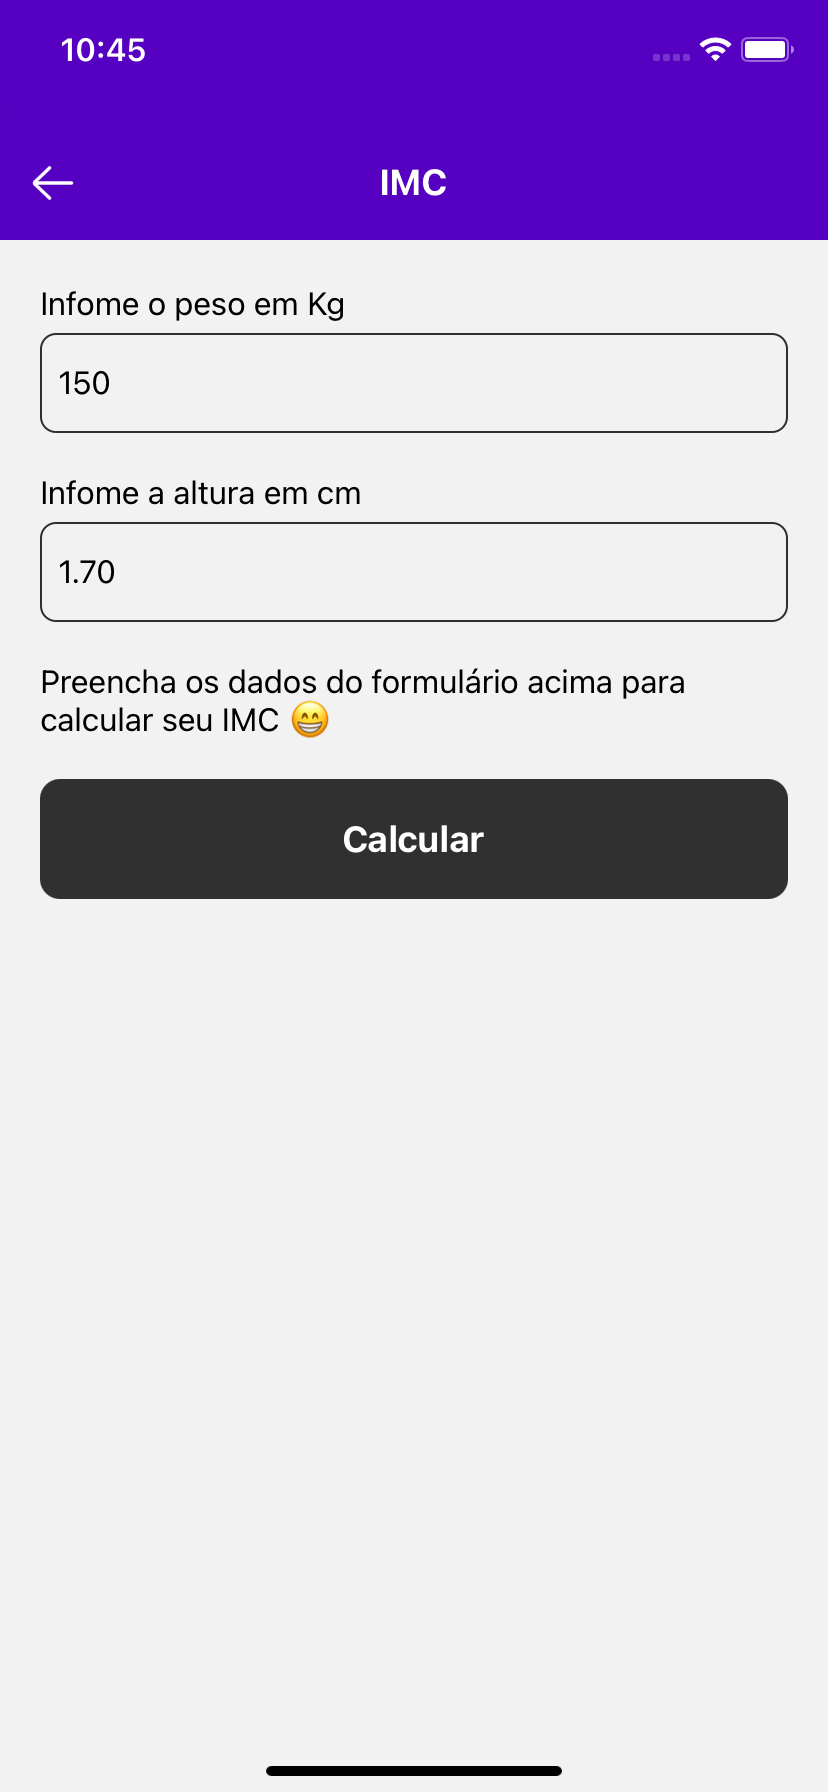 10:45
IMC
Infome o peso em Kg
150
Infome a altura em cm
1.70
Preencha os dados do formulário acima para
calcular seu IMC 😁
Calcular